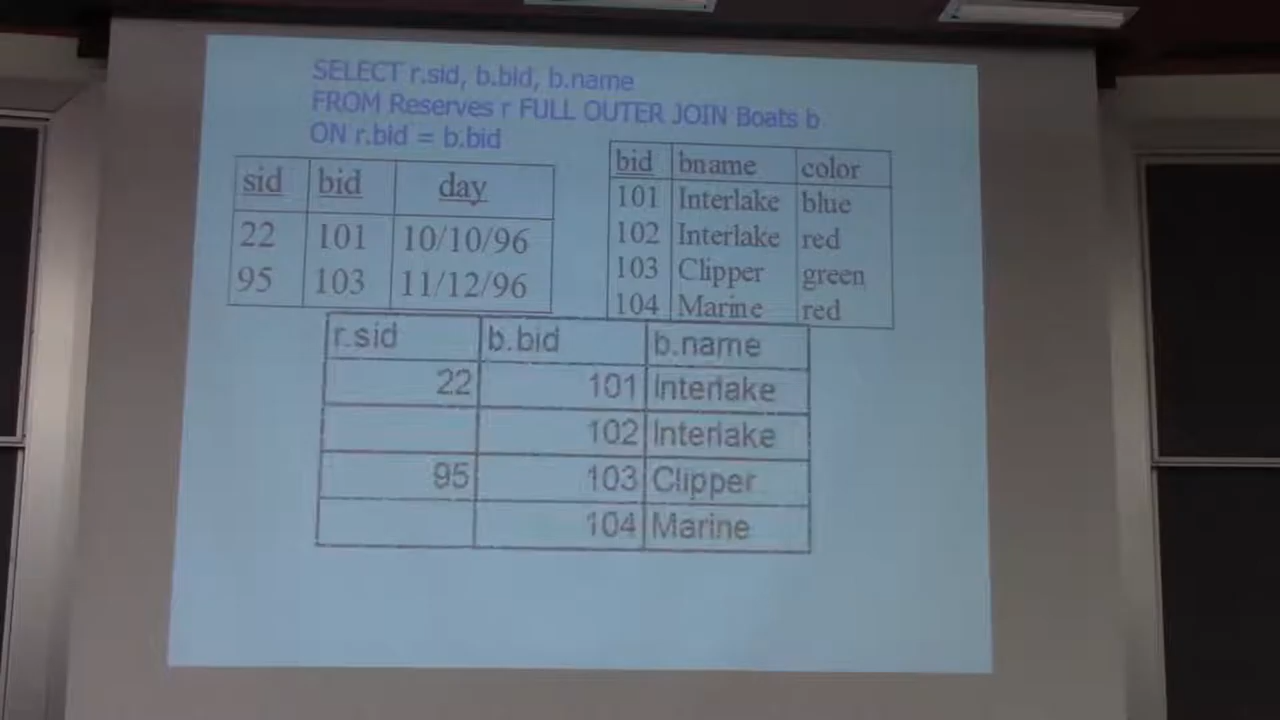 SELECT r.sid, b.bid, b.name
FROM Reserves r FULL OUTER JOIN Boats b
ON r.bid = b.bid
sid bid day
22 101 10/10/96
95 103 11/12/96
bid bname color
101 Interlake blue
102 Interlake red
103 Clipper green
104 Marine red
r.sid b.bid b.name
22 101 Interlake
102 Interlake
95 103 Clipper
104 Marine